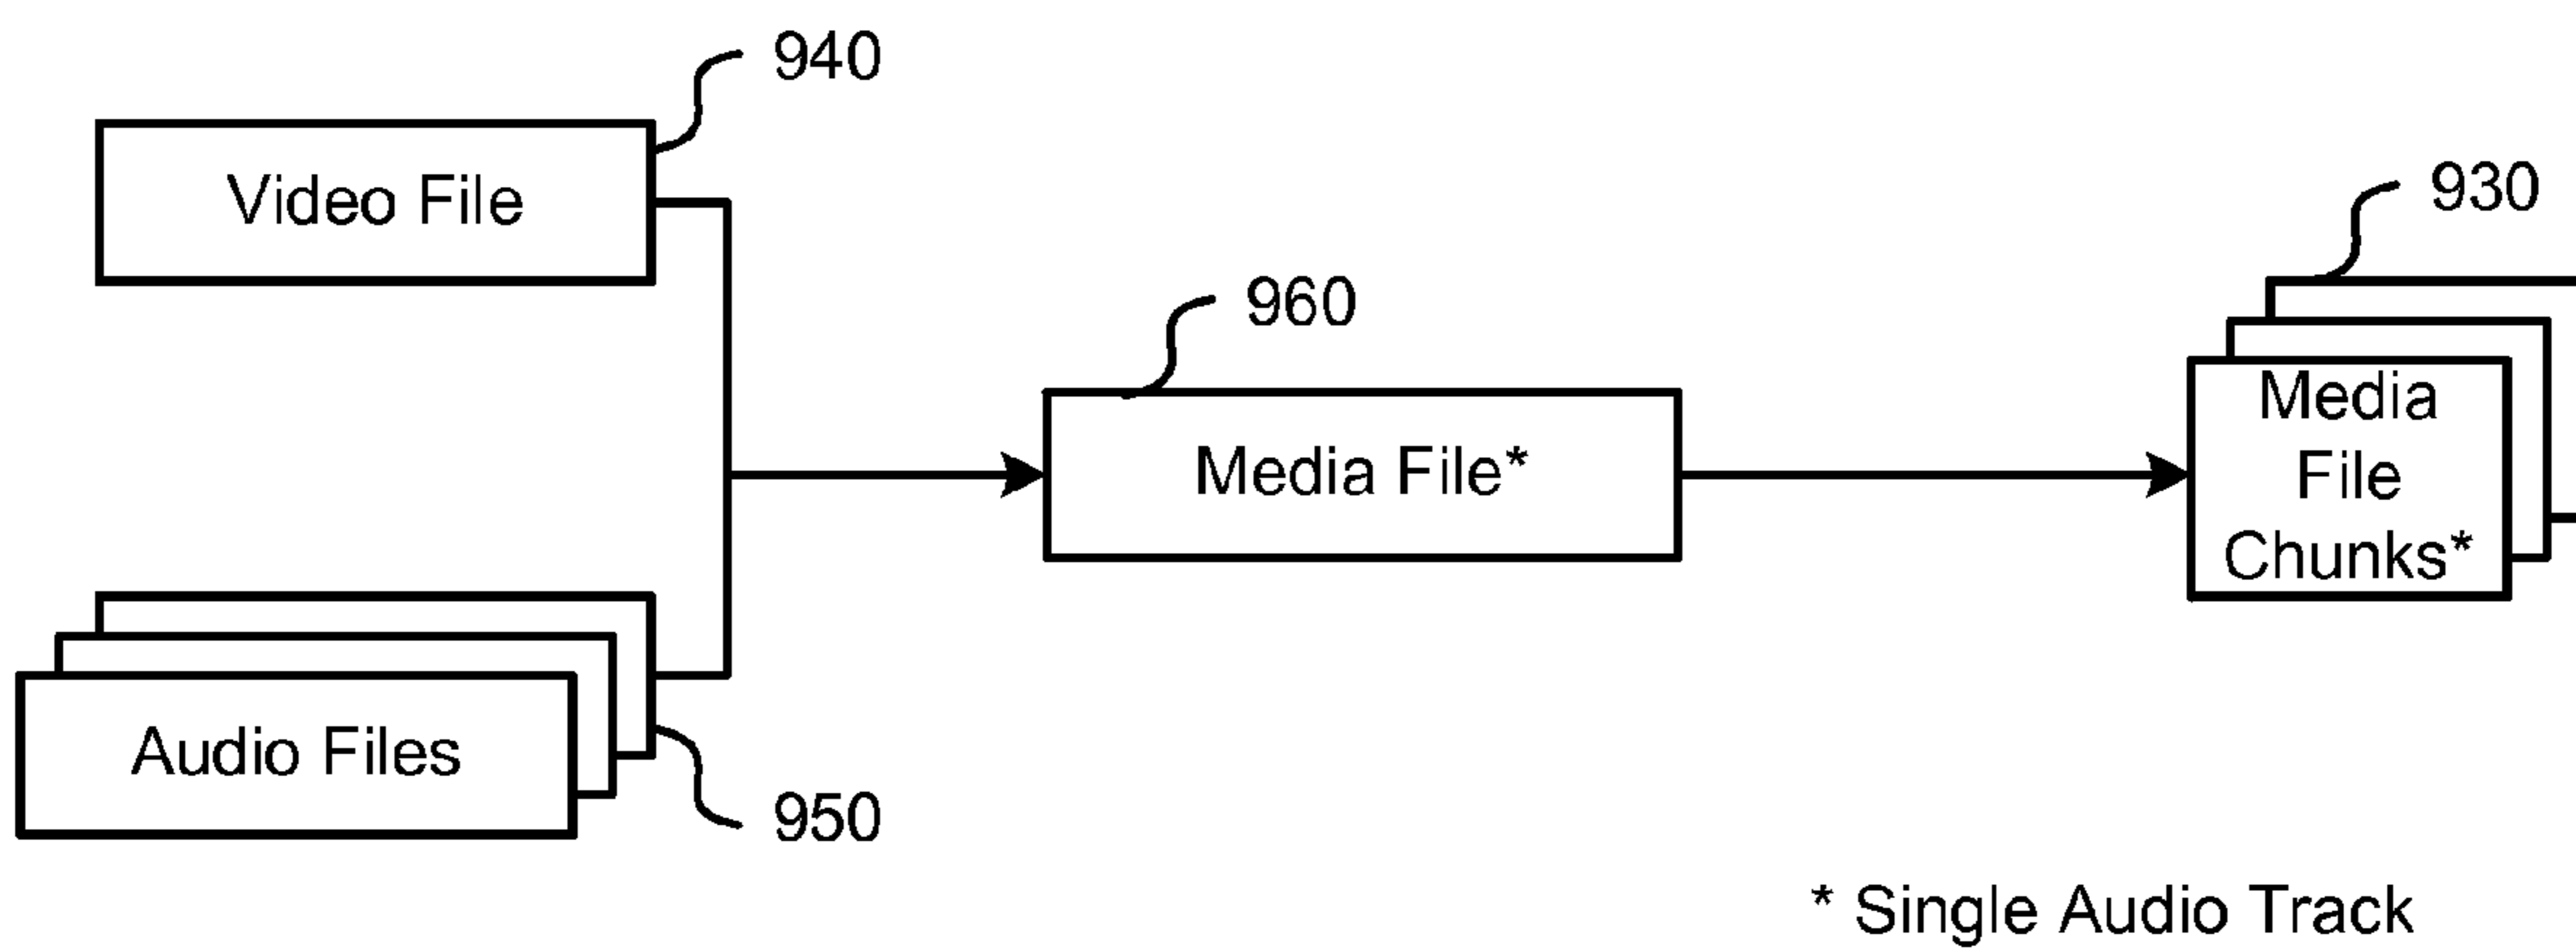 940
Video File
930
960
Media File*
Media
File
Chunks*
Audio Files
950
* Single Audio Track